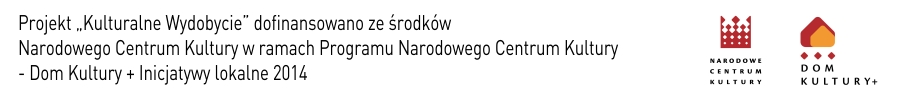 Projekt „Kulturalne Wydobycie” dofinansowano ze środków
Narodowego Centrum Kultury w ramach Programu Narodowego Centrum Kultury
- Dom Kultury + Inicjatywy lokalne 2014
NARODOWE
CENTRUM
KULTURY
DOM
KULTURY+